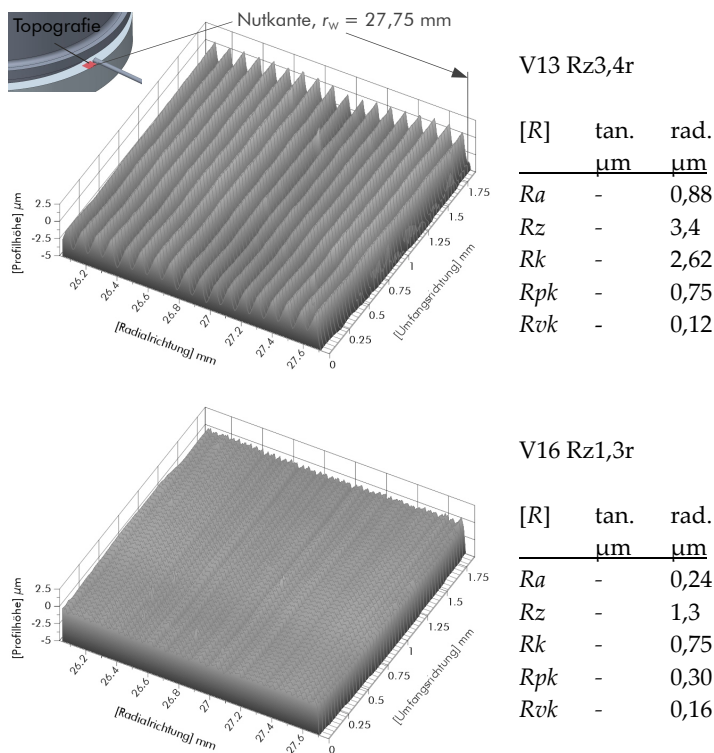 Topografie
Nutkante, rw = 27,75 mm
V13 Rz3,4r
[R] tan. rad.
µm µm
Ra - 0,88
Rz - 3,4
Rk - 2,62
Rpk - 0,75
Rvk - 0,12
[Profilhöhe] µm
2.5
0
-2.5
-5
26.2
26.4
26.6
26.8
27
27.2
27.4
27.6
[Radialrichtung] mm
0
0.25
0.5
0.75
1
1.25
1.5
1.75
[Umfangsrichtung] mm
V16 Rz1,3r
[R] tan. rad.
µm µm
Ra - 0,24
Rz - 1,3
Rk - 0,75
Rpk - 0,30
Rvk - 0,16
[Profilhöhe] µm
2.5
0
-2.5
-5
26.2
26.4
26.6
26.8
27
27.2
27.4
27.6
[Radialrichtung] mm
0
0.25
0.5
0.75
1
1.25
1.5
1.75
[Umfangsrichtung] mm